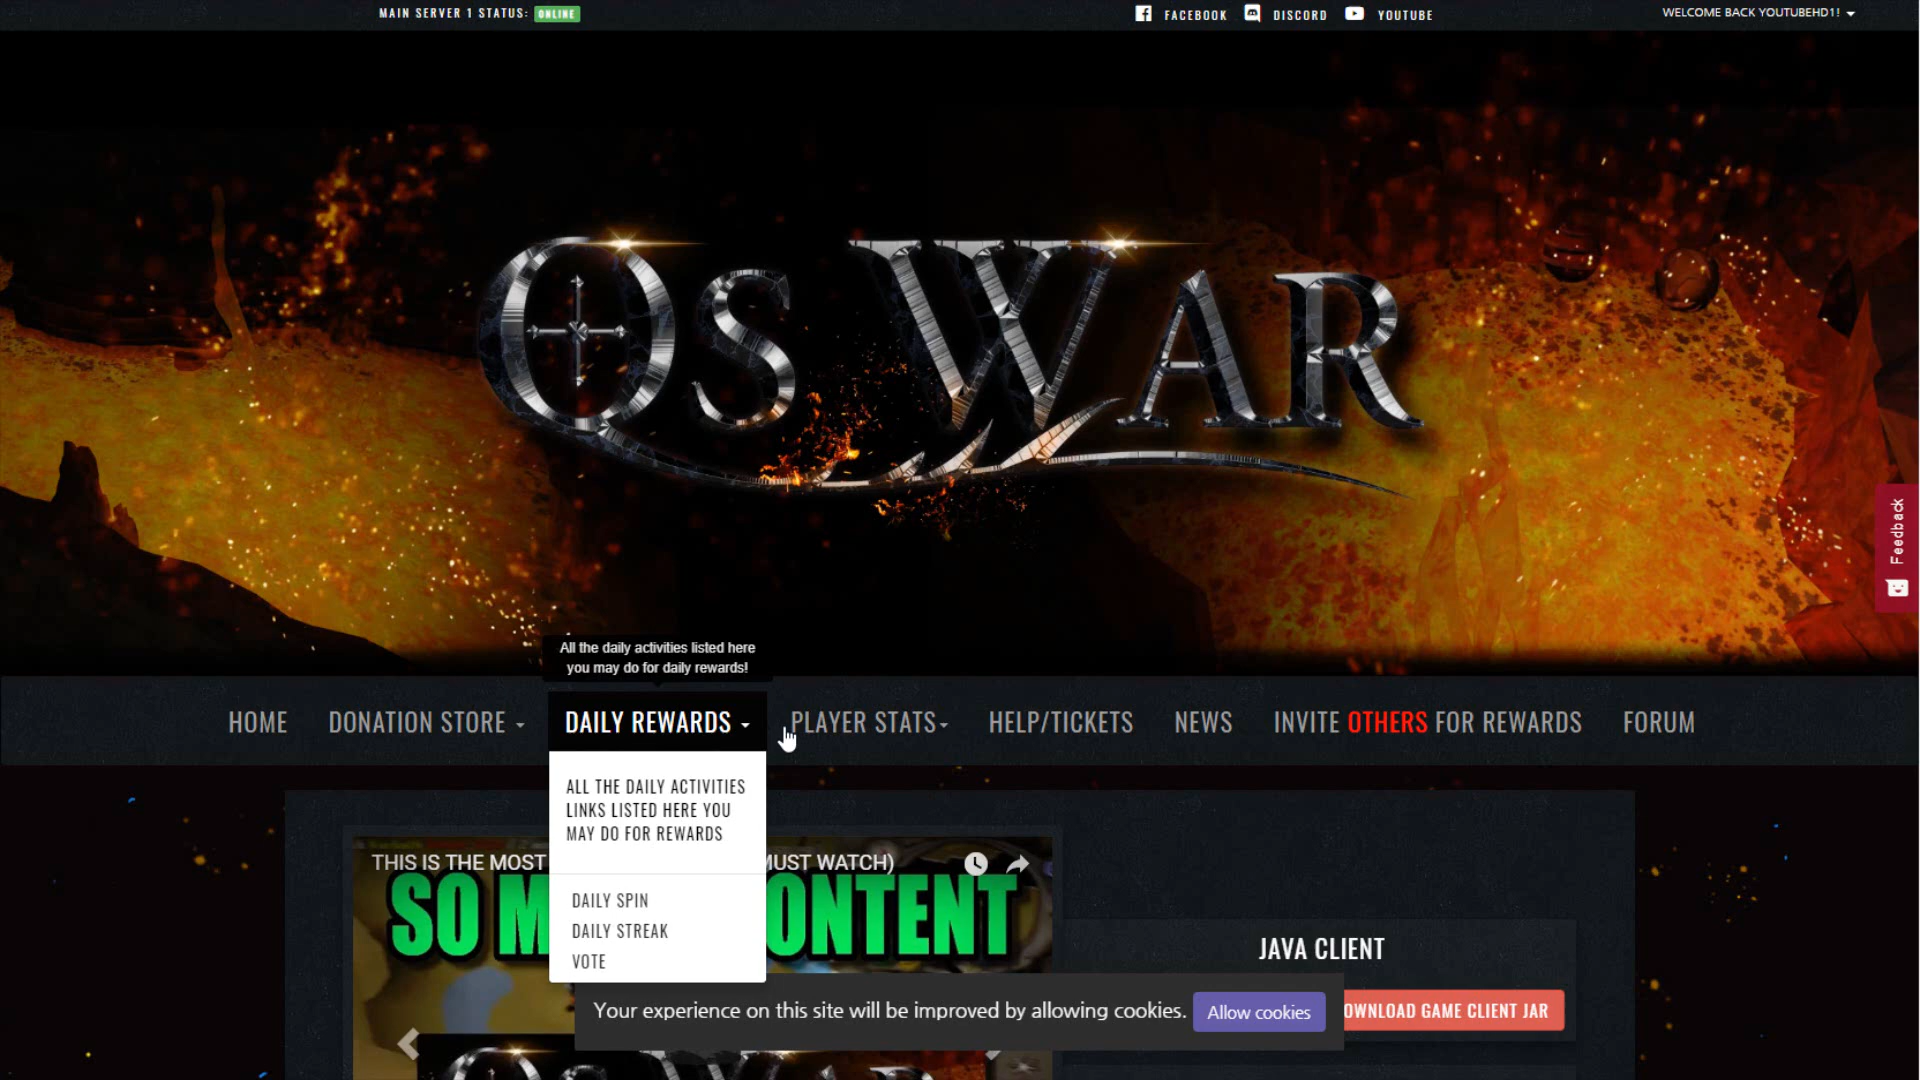 MAIN SERVER 1 STATUS: ONLINE
FACEBOOK DISCORD YOUTUBE
WELCOME BACK YOUTUBEHD1!
OS WAR
Feedback
All the daily activities listed here
you may do for daily rewards!
HOME DONATION STORE DAILY REWARDS PLAYER STATS HELP/TICKETS NEWS INVITE OTHERS FOR REWARDS FORUM
ALL THE DAILY ACTIVITIES
LINKS LISTED HERE YOU
MAY DO FOR REWARDS
DAILY SPIN
DAILY STREAK
VOTE
THIS IS THE MOST MUST WATCH)
SO M ONTENT
JAVA CLIENT
OWNLOAD GAME CLIENT JAR
Your experience on this site will be improved by allowing cookies. Allow cookies
OS WAR